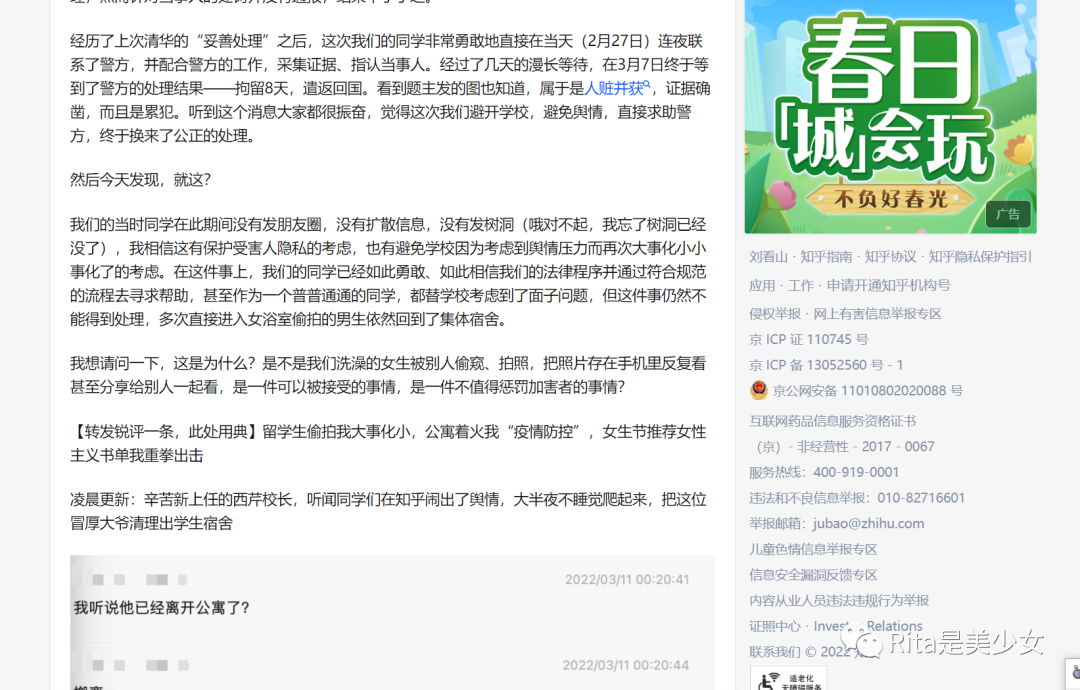 经历了上次清华的“妥善处理”之后，这次我们的同学非常勇敢地直接在当天（2月27日）连夜联
系了警方，并配合警方的工作，采集证据、指认当事人。经过了几天的漫长等待，在3月7日终于等
到了警方的处理结果——拘留8天，遣返回国。看到题主发的图也知道，属于是人赃并获，证据确
凿，而且是累犯。听到这个消息大家都很振奋，觉得这次我们避开学校，避免舆情，直接求助警
方，终于换来了公正的处理。
然后今天发现，就这？
我们的当时同学在此期间没有发朋友圈，没有扩散信息，没有发树洞（哦对不起，我忘了树洞已经
没了），我相信这有保护受害人隐私的考虑，也有避免学校因为考虑到舆情压力而再次大事化小小
事化了的考虑。在这件事上，我们的同学已经如此勇敢、如此相信我们的法律程序并通过符合规范
的流程去寻求帮助，甚至作为一个普普通通的同学，都替学校考虑到了面子问题，但这件事仍然不
能得到处理，多次直接进入女浴室偷拍的男生依然回到了集体宿舍。
我想请问一下，这是为什么？是不是我们洗澡的女生被别人偷窥、拍照，把照片存在手机里反复看
甚至分享给别人一起看，是一件可以被接受的事情，是一件不值得惩罚加害者的事情？
【转发锐评一条，此处用典】留学生偷拍我大事化小，公寓着火我“疫情防控”，女生节推荐女性
主义书单我重拳出击
凌晨更新：辛苦新上任的西芹校长，听闻同学们在知乎闹出了舆情，大半夜不睡觉爬起来，把这位
冒厚大爷清理出学生宿舍
2022/03/11 00:20:41
我听说他已经离开公寓了？
2022/03/11 00:20:44
春日
「城」会玩
不负好春光
广告
刘看山 · 知乎指南 · 知乎协议 · 知乎隐私保护指引
应用 · 工作 · 申请开通知乎机构号
侵权举报 · 网上有害信息举报专区
京 ICP 证 110745 号
京 ICP 备 13052560 号 - 1
京公网安备 11010802020088 号
互联网药品信息服务资格证书
（京）- 非经营性 - 2017 - 0067
服务热线：400-919-0001
违法和不良信息举报：010-82716601
举报邮箱：jubao@zhihu.com
儿童色情信息举报专区
信息安全漏洞反馈专区
内容从业人员违法违规行为举报
证照中心 · Relations
联系我们 © 2022
Rita是美少女
适老化